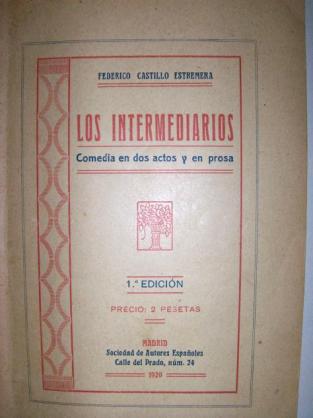 FEDERICO CASTILLO ESTREMERA
LOS INTERMEDIARIOS
Comedia en dos actos y en prosa
1.ª EDICIÓN
PRECIO: 2 PESETAS
MADRID
Sociedad de Autores Españoles
Calle del Prado, núm. 24
1920